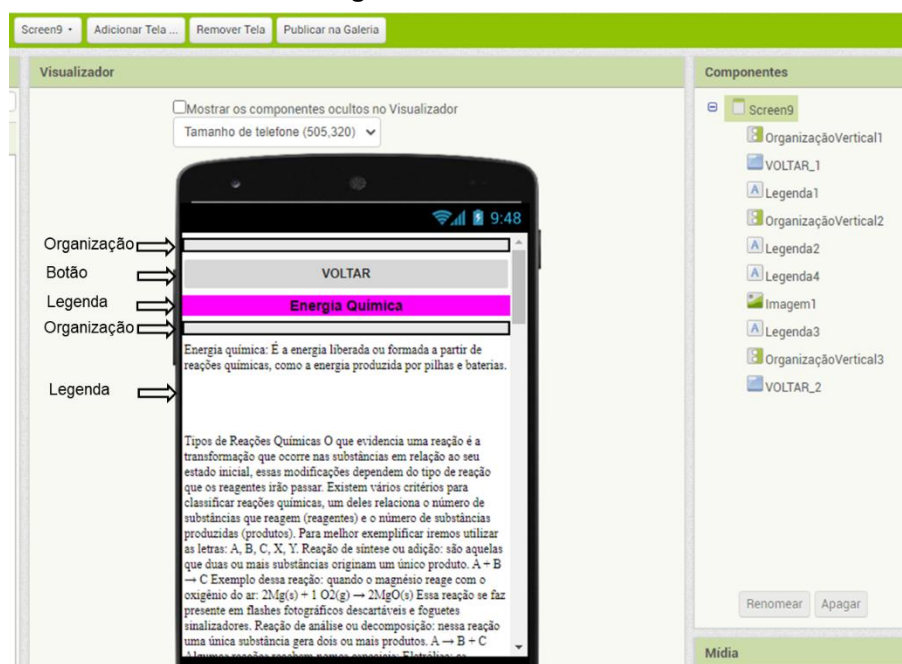 Screen9
Adicionar Tela ...
Remover Tela
Publicar na Galeria
Visualizador
Mostrar os componentes ocultos no Visualizador
Tamanho de telefone (505,320)
9:48
Organização
Botão
VOLTAR
Legenda
Energia Química
Organização
Energia química: É a energia liberada ou formada a partir de
reações químicas, como a energia produzida por pilhas e baterias.
Legenda
Tipos de Reações Químicas O que evidencia uma reação é a
transformação que ocorre nas substâncias em relação ao seu
estado inicial, essas modificações dependem do tipo de reação
que os reagentes irão passar. Existem vários critérios para
classificar reações químicas, um deles relaciona o número de
substâncias que reagem (reagentes) e o número de substâncias
produzidas (produtos). Para melhor exemplificar iremos utilizar
as letras: A, B, C, X, Y. Reação de síntese ou adição: são aquelas
que duas ou mais substâncias originam um único produto. A + B
→ C Exemplo dessa reação: quando o magnésio reage com o
oxigênio do ar: 2Mg(s) + 1 O2(g) → 2MgO(s) Essa reação se faz
presente em flashes fotográficos descartáveis e foguetes
sinalizadores. Reação de análise ou decomposição: nessa reação
uma única substância gera dois ou mais produtos. A → B + C
Componentes
Screen9
OrganizaçãoVertical1
VOLTAR_1
Legenda1
OrganizaçãoVertical2
Legenda2
Legenda4
Imagem1
Legenda3
OrganizaçãoVertical3
VOLTAR_2
Renomear
Apagar
Mídia